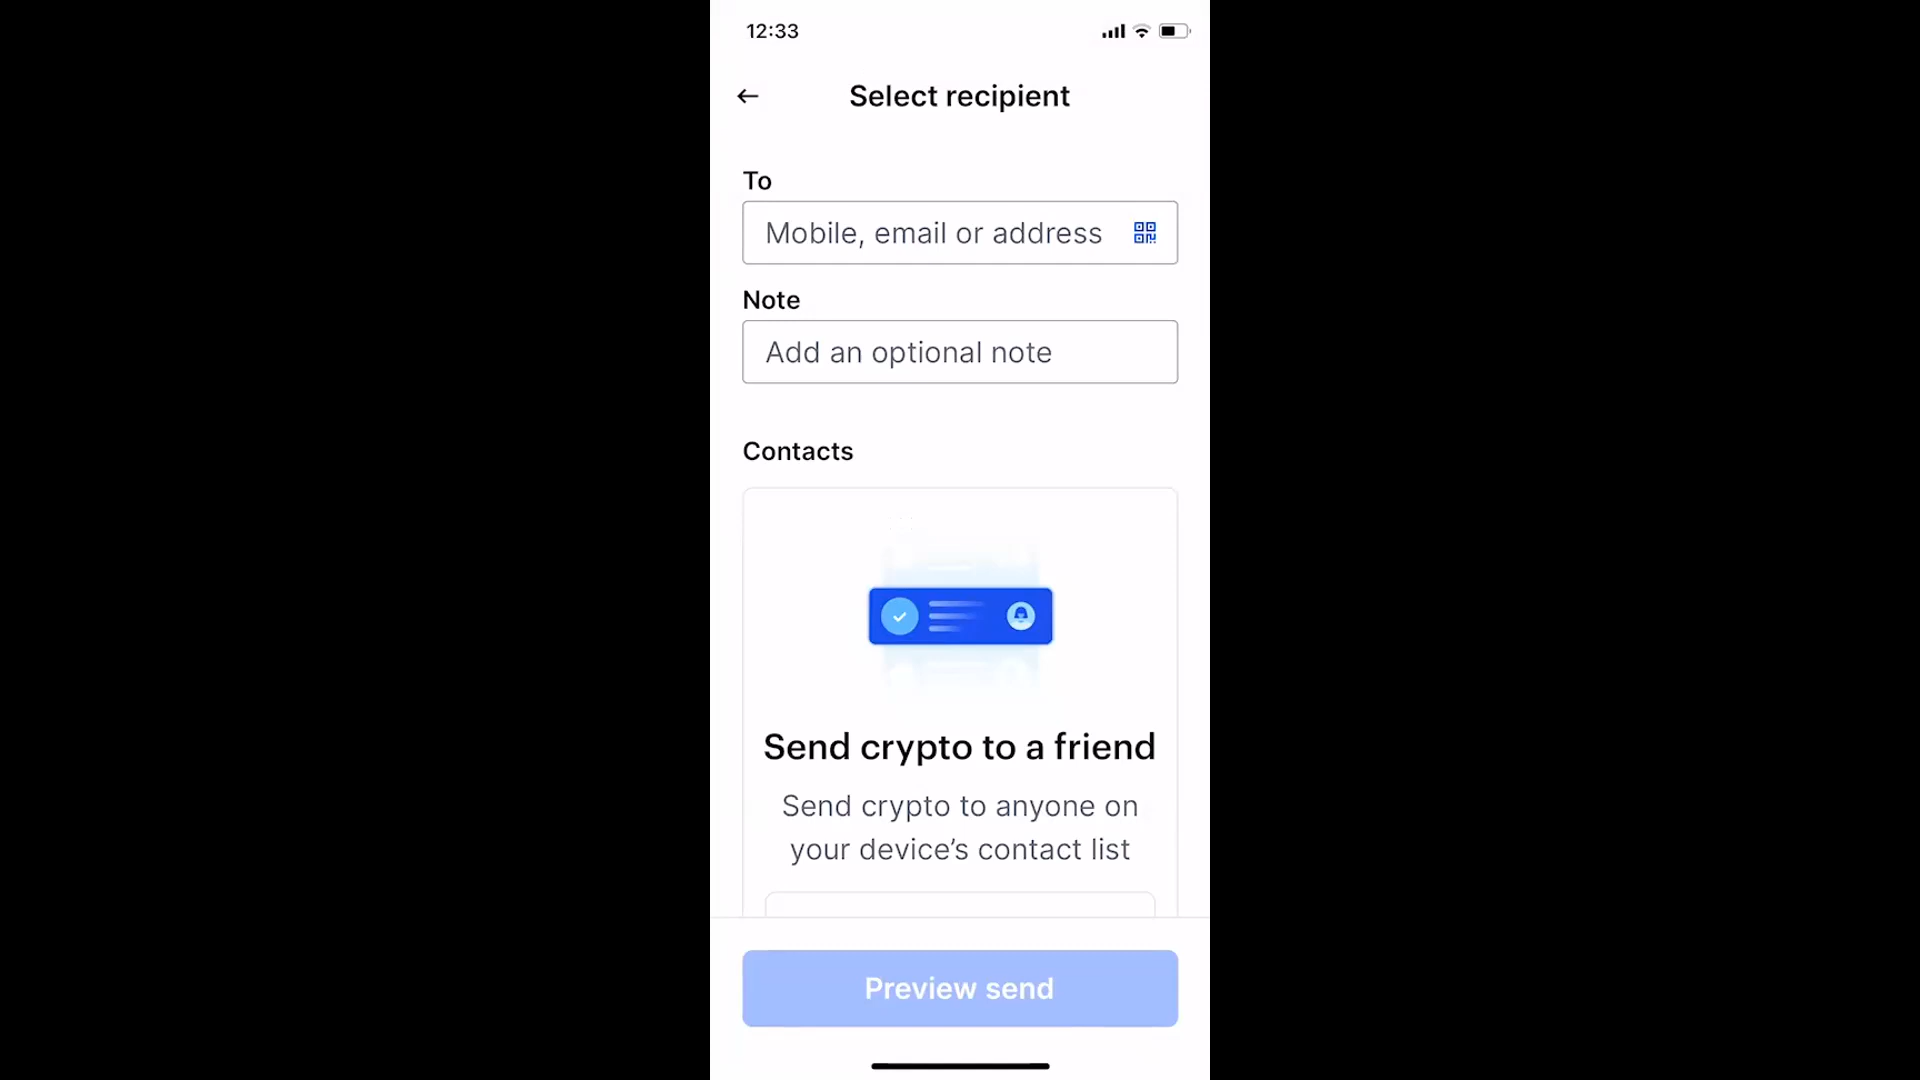 12:33
Select recipient
To
Mobile, email or address
Note
Add an optional note
Contacts
Send crypto to a friend
Send crypto to anyone on
your device’s contact list
Preview send